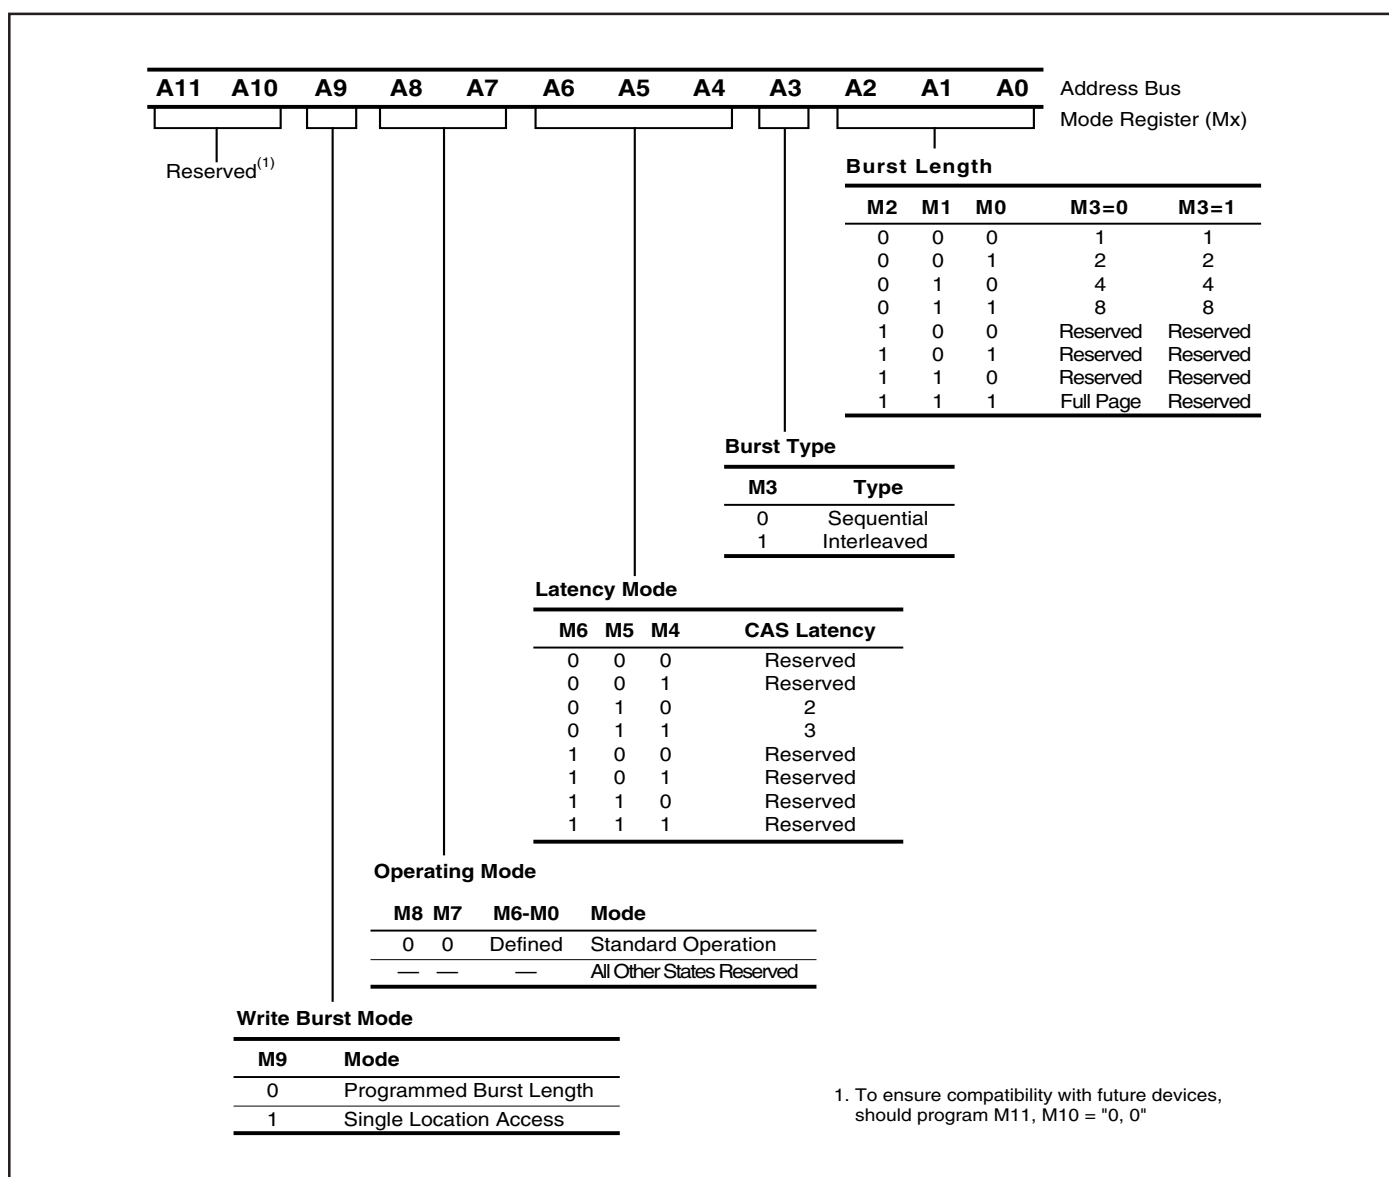 A11 A10 A9 A8 A7 A6 A5 A4 A3 A2 A1 A0 Address Bus
Mode Register (Mx)
Reserved(1)
Burst Length
M2 M1 M0 M3=0 M3=1
0 0 0 1 1
0 0 1 2 2
0 1 0 4 4
0 1 1 8 8
1 0 0 Reserved Reserved
1 0 1 Reserved Reserved
1 1 0 Reserved Reserved
1 1 1 Full Page Reserved
Burst Type
M3 Type
0 Sequential
1 Interleaved
Latency Mode
M6 M5 M4 CAS Latency
0 0 0 Reserved
0 0 1 Reserved
0 1 0 2
0 1 1 3
1 0 0 Reserved
1 0 1 Reserved
1 1 0 Reserved
1 1 1 Reserved
Operating Mode
M8 M7 M6-M0 Mode
0 0 Defined Standard Operation
— — — All Other States Reserved
Write Burst Mode
M9 Mode
0 Programmed Burst Length
1 Single Location Access
1. To ensure compatibility with future devices,
should program M11, M10 = "0, 0"